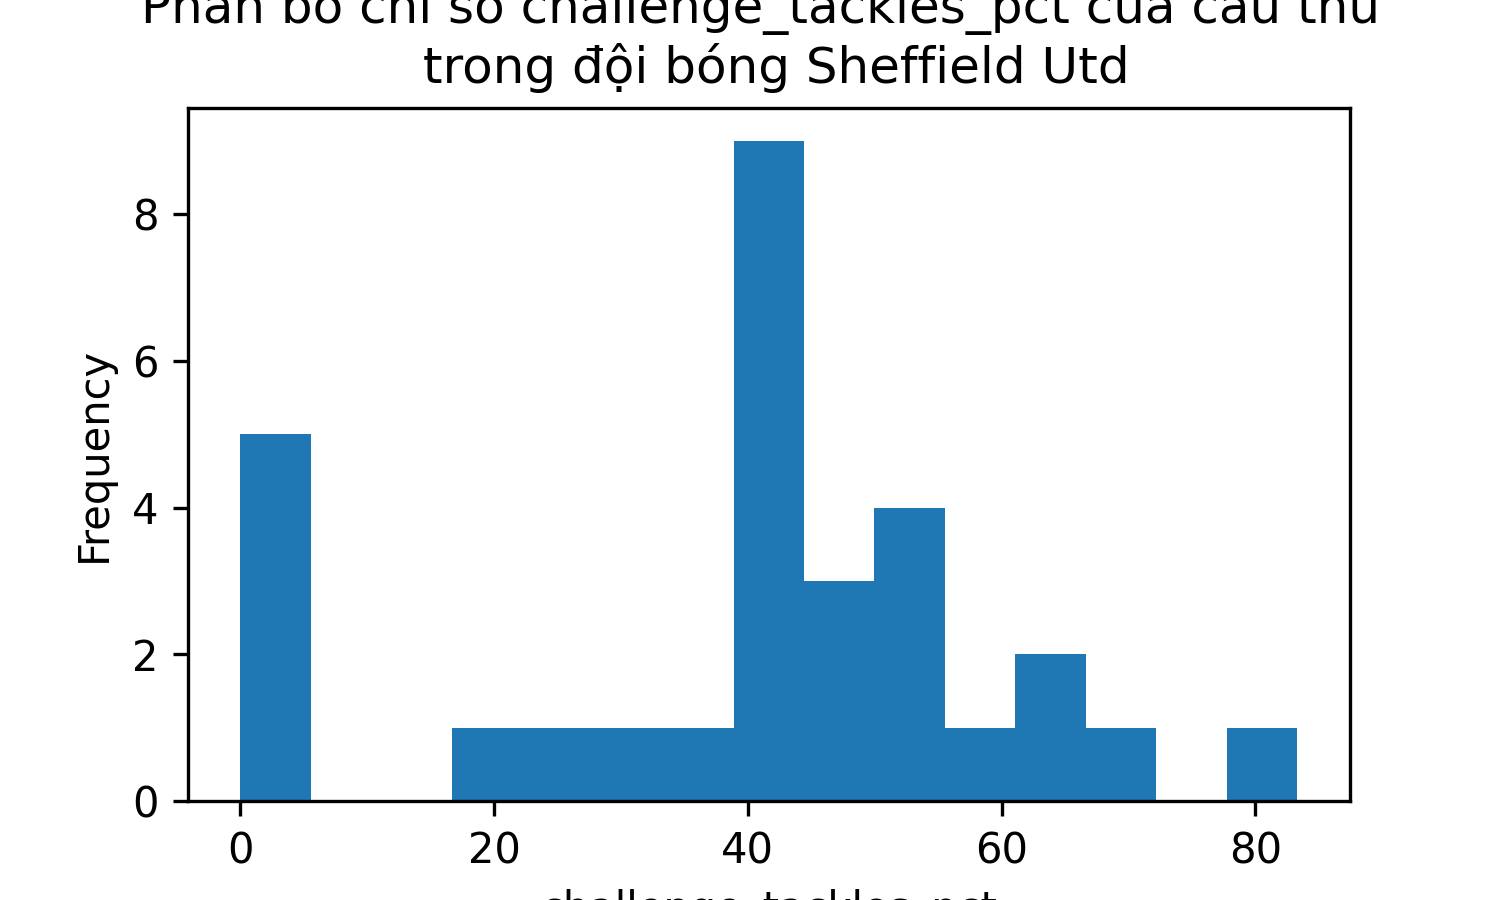 Phân bố chỉ số challenge_tackles_pct của cầu thủ
trong đội bóng Sheffield Utd
8
6
4
2
0
Frequency
0 20 40 60 80
challenge_tackles_pct